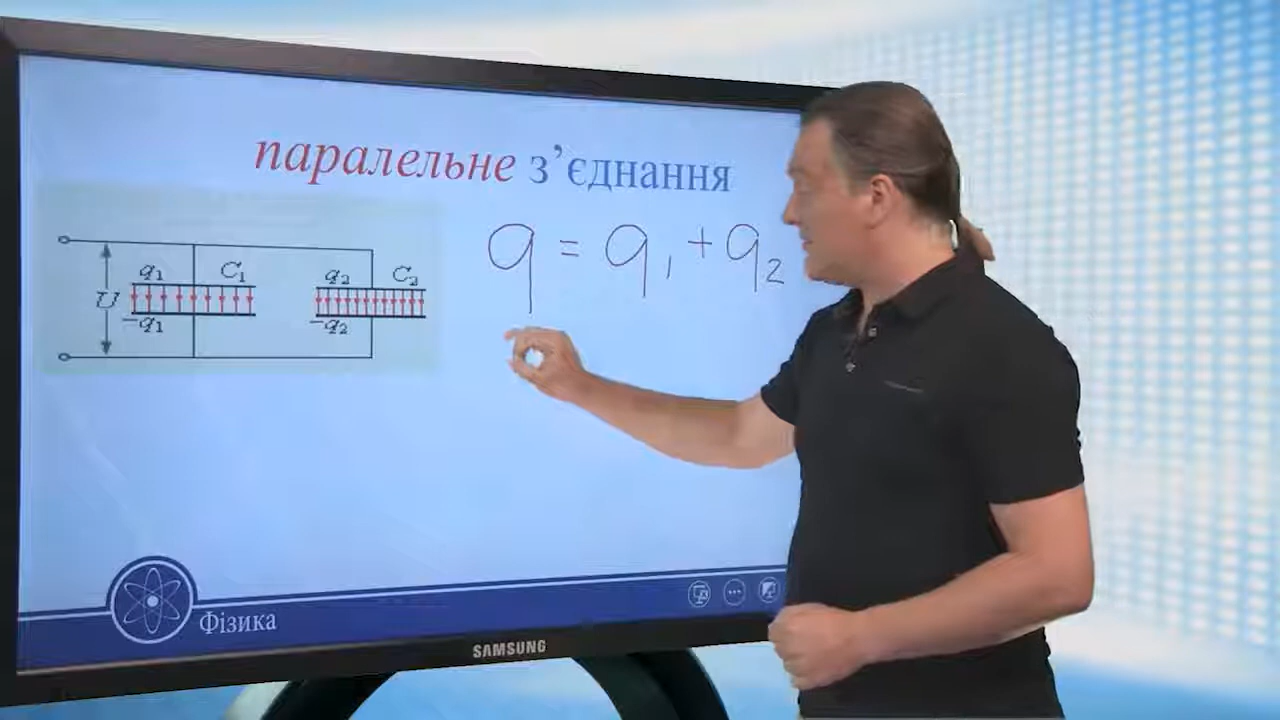 паралельне з’єднання
q = q₁ + q₂
q₁ C₁ q₂ C₂
U
−q₁ −q₂
Фізика
SAMSUNG